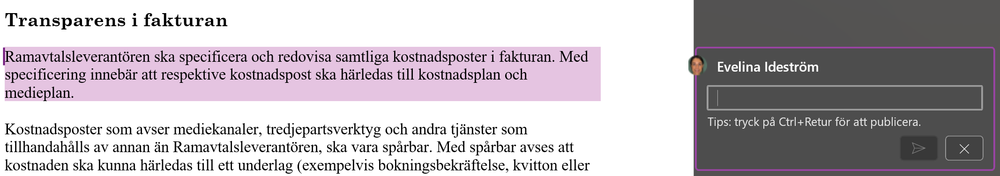 Transparens i fakturan
Ramavtalsleverantören ska specificera och redovisa samtliga kostnadsposter i fakturan. Med
specificering innebär att respektive kostnadspost ska härledas till kostnadsplan och
medieplan.
Kostnadsposter som avser mediekanaler, tredjepartsverktyg och andra tjänster som
tillhandahålls av annan än Ramavtalsleverantören, ska vara spårbar. Med spårbar avses att
kostnaden ska kunna härledas till ett underlag (exempelvis bokningsbekräftelse, kvitton eller
Evelina Ideström
Tips: tryck på Ctrl+Retur för att publicera.